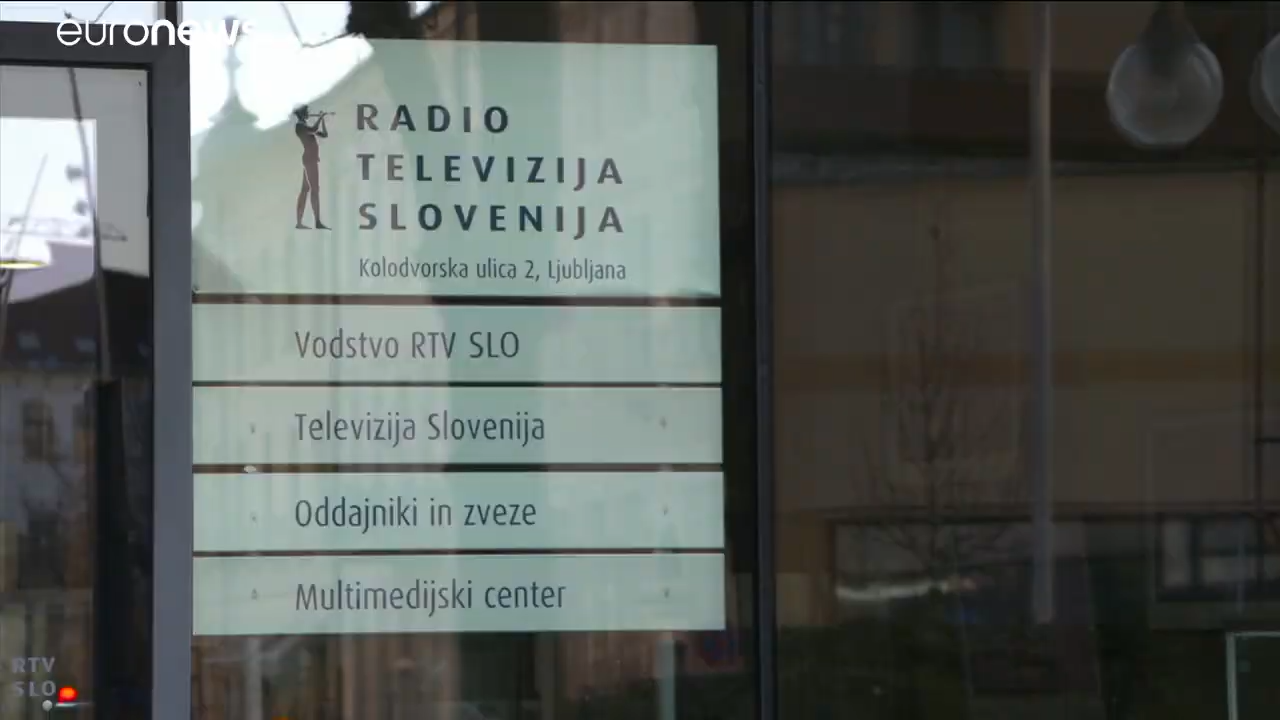 euronews.
RADIO
TELEVIZIJA
SLOVENIJA
Kolodvorska ulica 2, Ljubljana
Vodstvo RTV SLO
Televizija Slovenija
Oddajniki in zveze
Multimedijski center
RTV
SLO